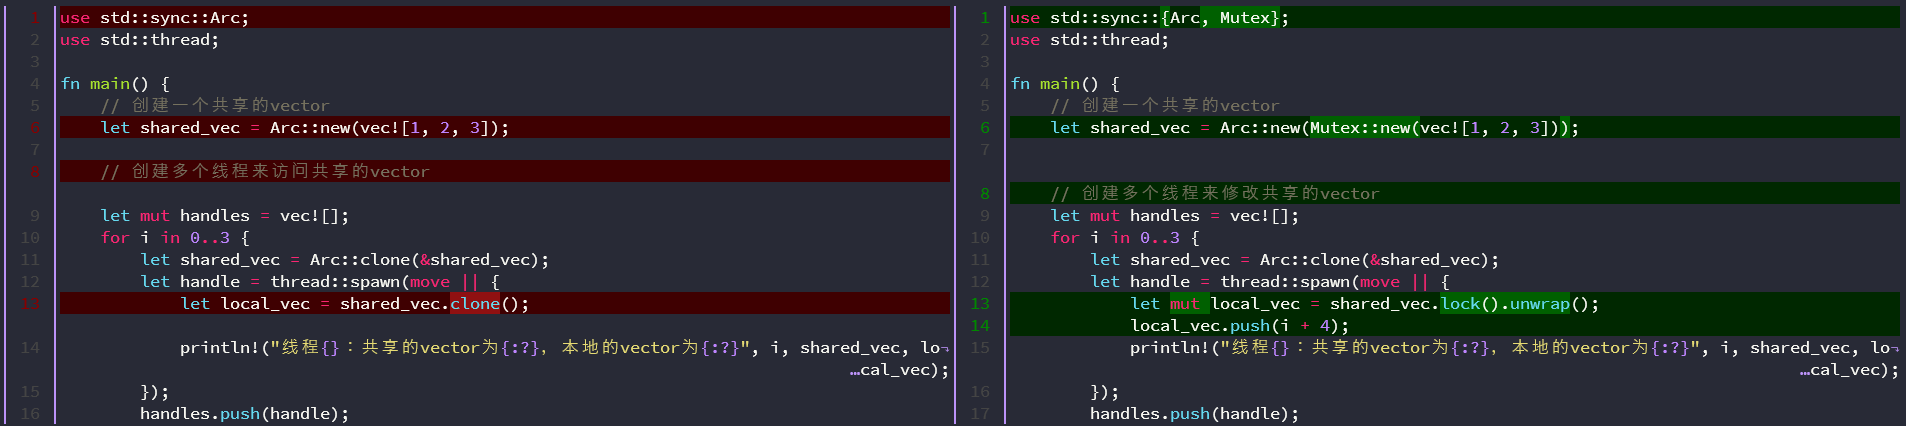 1 use std::sync::Arc;
2 use std::thread;
3
4 fn main() {
5 // 创建一个共享的vector
6 let shared_vec = Arc::new(vec![1, 2, 3]);
7
8 // 创建多个线程来访问共享的vector
9 let mut handles = vec![];
10 for i in 0..3 {
11 let shared_vec = Arc::clone(&shared_vec);
12 let handle = thread::spawn(move || {
13 let local_vec = shared_vec.clone();
14 println!("线程{}：共享的vector为{:?}，本地的vector为{:?}", i, shared_vec, lo↴
…cal_vec);
15 });
16 handles.push(handle);
1 use std::sync::{Arc, Mutex};
2 use std::thread;
3
4 fn main() {
5 // 创建一个共享的vector
6 let shared_vec = Arc::new(Mutex::new(vec![1, 2, 3]));
7
8 // 创建多个线程来修改共享的vector
9 let mut handles = vec![];
10 for i in 0..3 {
11 let shared_vec = Arc::clone(&shared_vec);
12 let handle = thread::spawn(move || {
13 let mut local_vec = shared_vec.lock().unwrap();
14 local_vec.push(i + 4);
15 println!("线程{}：共享的vector为{:?}，本地的vector为{:?}", i, shared_vec, lo↴
…cal_vec);
16 });
17 handles.push(handle);